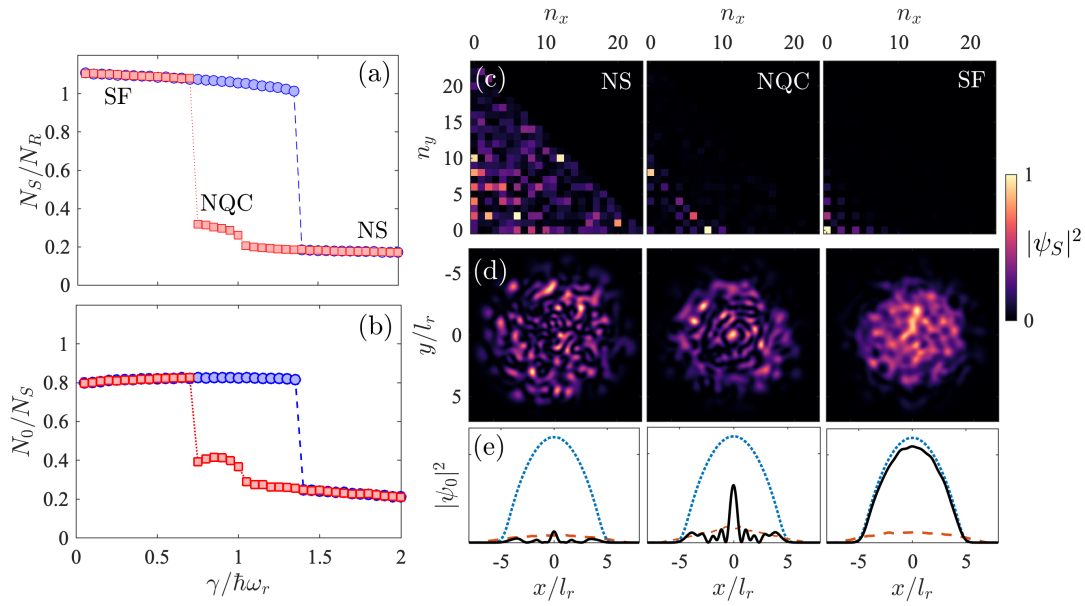 (a)
SF
NQC
NS
N_S/N_R
1
0.8
0.6
0.4
0.2
0
(b)
N_0/N_S
1
0.8
0.6
0.4
0.2
0
0 0.5 1 1.5 2
γ/ħω_r
n_x n_x n_x
0 10 20 0 10 20 0 10 20
(c) NS NQC SF
n_y
20
15
10
5
0
1
|ψ_S|^2
0
(d)
y/l_r
-5
0
5
(e)
|ψ_0|^2
-5 0 5 -5 0 5 -5 0 5
x/l_r x/l_r x/l_r